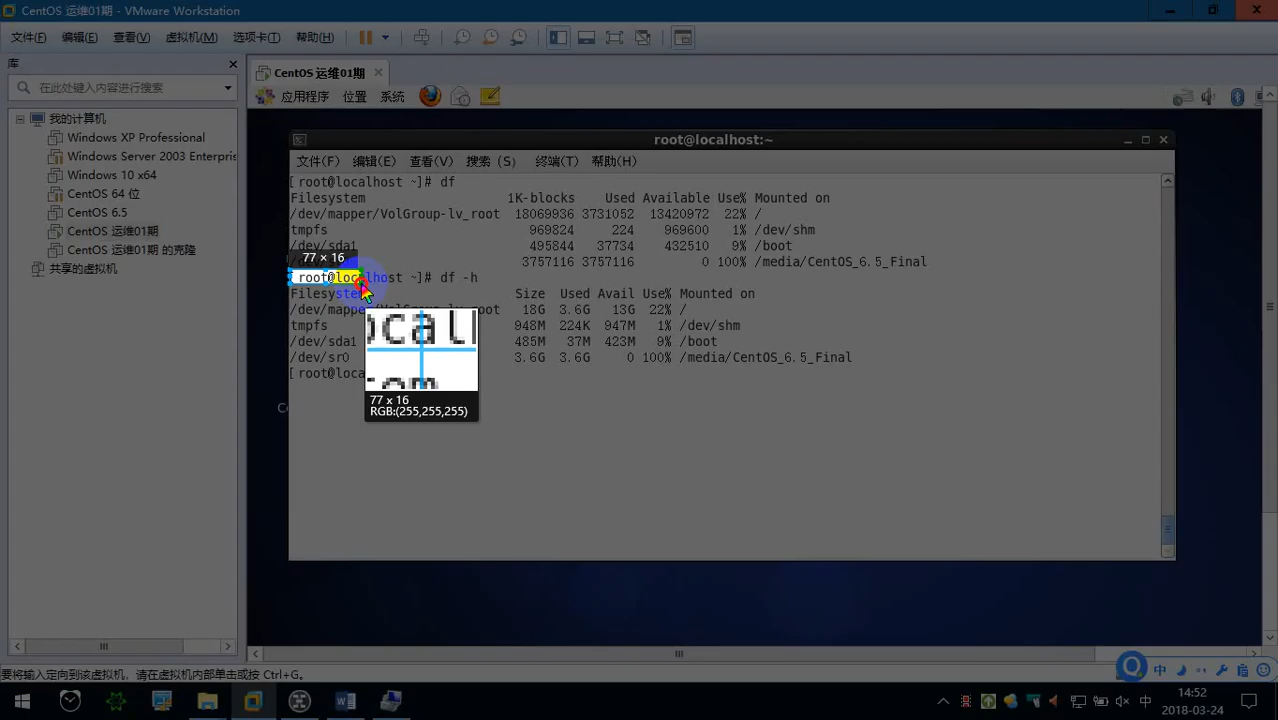 CentOS 运维01期 - VMware Workstation
文件(F) 编辑(E) 查看(V) 虚拟机(M) 选项卡(T) 帮助(H)
库
在此处键入内容进行搜索
我的计算机
Windows XP Professional
Windows Server 2003 Enterpris
Windows 10 x64
CentOS 64 位
CentOS 6.5
CentOS 运维01期
CentOS 运维01期 的克隆
共享的虚拟机
CentOS 运维01期
应用程序 位置 系统
root@localhost:~
文件(F) 编辑(E) 查看(V) 搜索 (S) 终端(T) 帮助(H)
[root@localhost ~]# df
Filesystem 1K-blocks Used Available Use% Mounted on
/dev/mapper/VolGroup-lv_root 18069936 3731052 13420972 22% /
tmpfs 969824 224 969600 1% /dev/shm
/dev/sda1 495844 37734 432510 9% /boot
3757116 3757116 0 100% /media/CentOS_6.5_Final
77 × 16
[root@localhost ~]# df -h
Filesystem Size Used Avail Use% Mounted on
/dev/mapper/VolGroup-lv_root 18G 3.6G 13G 22% /
tmpfs 948M 224K 947M 1% /dev/shm
/dev/sda1 485M 37M 423M 9% /boot
/dev/sr0 3.6G 3.6G 0 100% /media/CentOS_6.5_Final
[root@loca
ocall
77 x 16
RGB:(255,255,255)
要将输入定向到该虚拟机，请在虚拟机内部单击或按 Ctrl+G。
中
中
14:52
2018-03-24